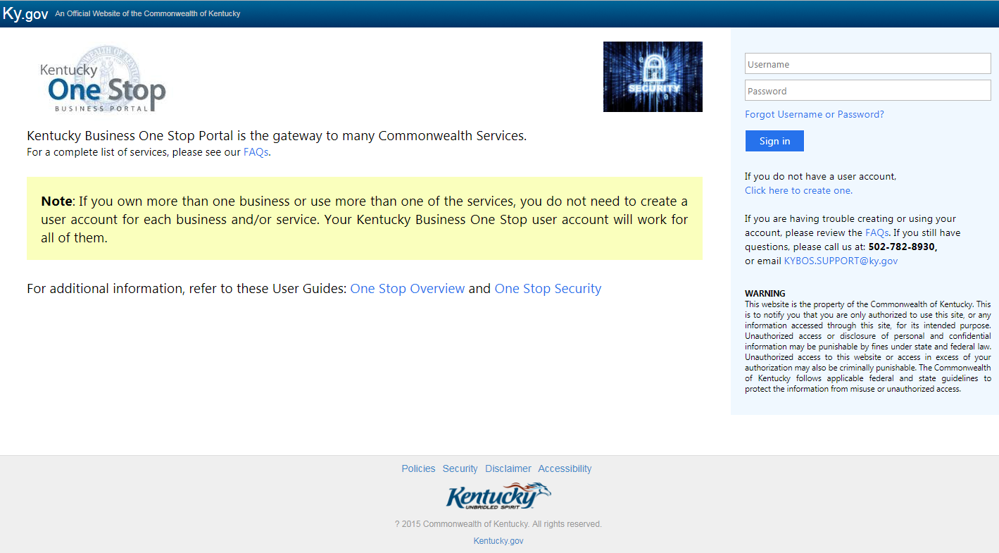 Ky.gov An Official Website of the Commonwealth of Kentucky
Kentucky
One Stop
BUSINESS PORTAL
SECURITY
Kentucky Business One Stop Portal is the gateway to many Commonwealth Services.
For a complete list of services, please see our FAQs.
Note: If you own more than one business or use more than one of the services, you do not need to create a
user account for each business and/or service. Your Kentucky Business One Stop user account will work for
all of them.
For additional information, refer to these User Guides: One Stop Overview and One Stop Security
Username
Password
Forgot Username or Password?
Sign in
If you do not have a user account,
Click here to create one.
If you are having trouble creating or using your
account, please review the FAQs. If you still have
questions, please call us at: 502-782-8930,
or email KYBOS.SUPPORT@ky.gov
WARNING
This website is the property of the Commonwealth of Kentucky. This
is to notify you that you are only authorized to use this site, or any
information accessed through this site, for its intended purpose.
Unauthorized access or disclosure of personal and confidential
information may be punishable by fines under state and federal law.
Unauthorized access to this website or access in excess of your
authorization may also be criminally punishable. The Commonwealth
of Kentucky follows applicable federal and state guidelines to
protect the information from misuse or unauthorized access.
Policies Security Disclaimer Accessibility
Kentucky
UNBRIDLED SPIRIT
? 2015 Commonwealth of Kentucky. All rights reserved.
Kentucky.gov